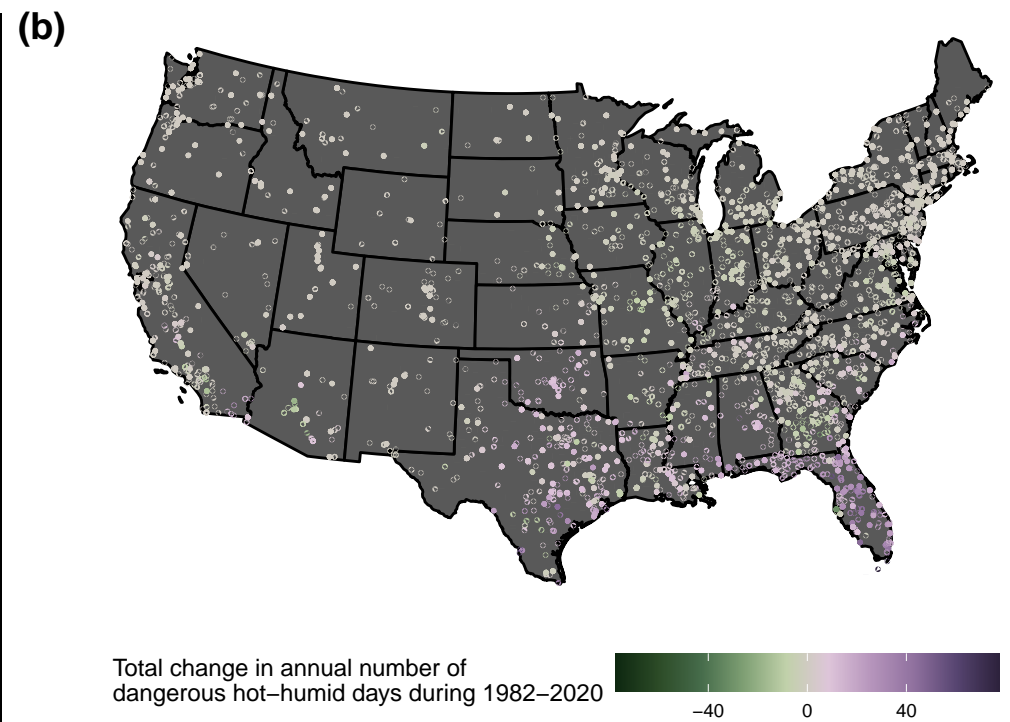 (b)
Total change in annual number of
dangerous hot−humid days during 1982−2020
−40 0 40